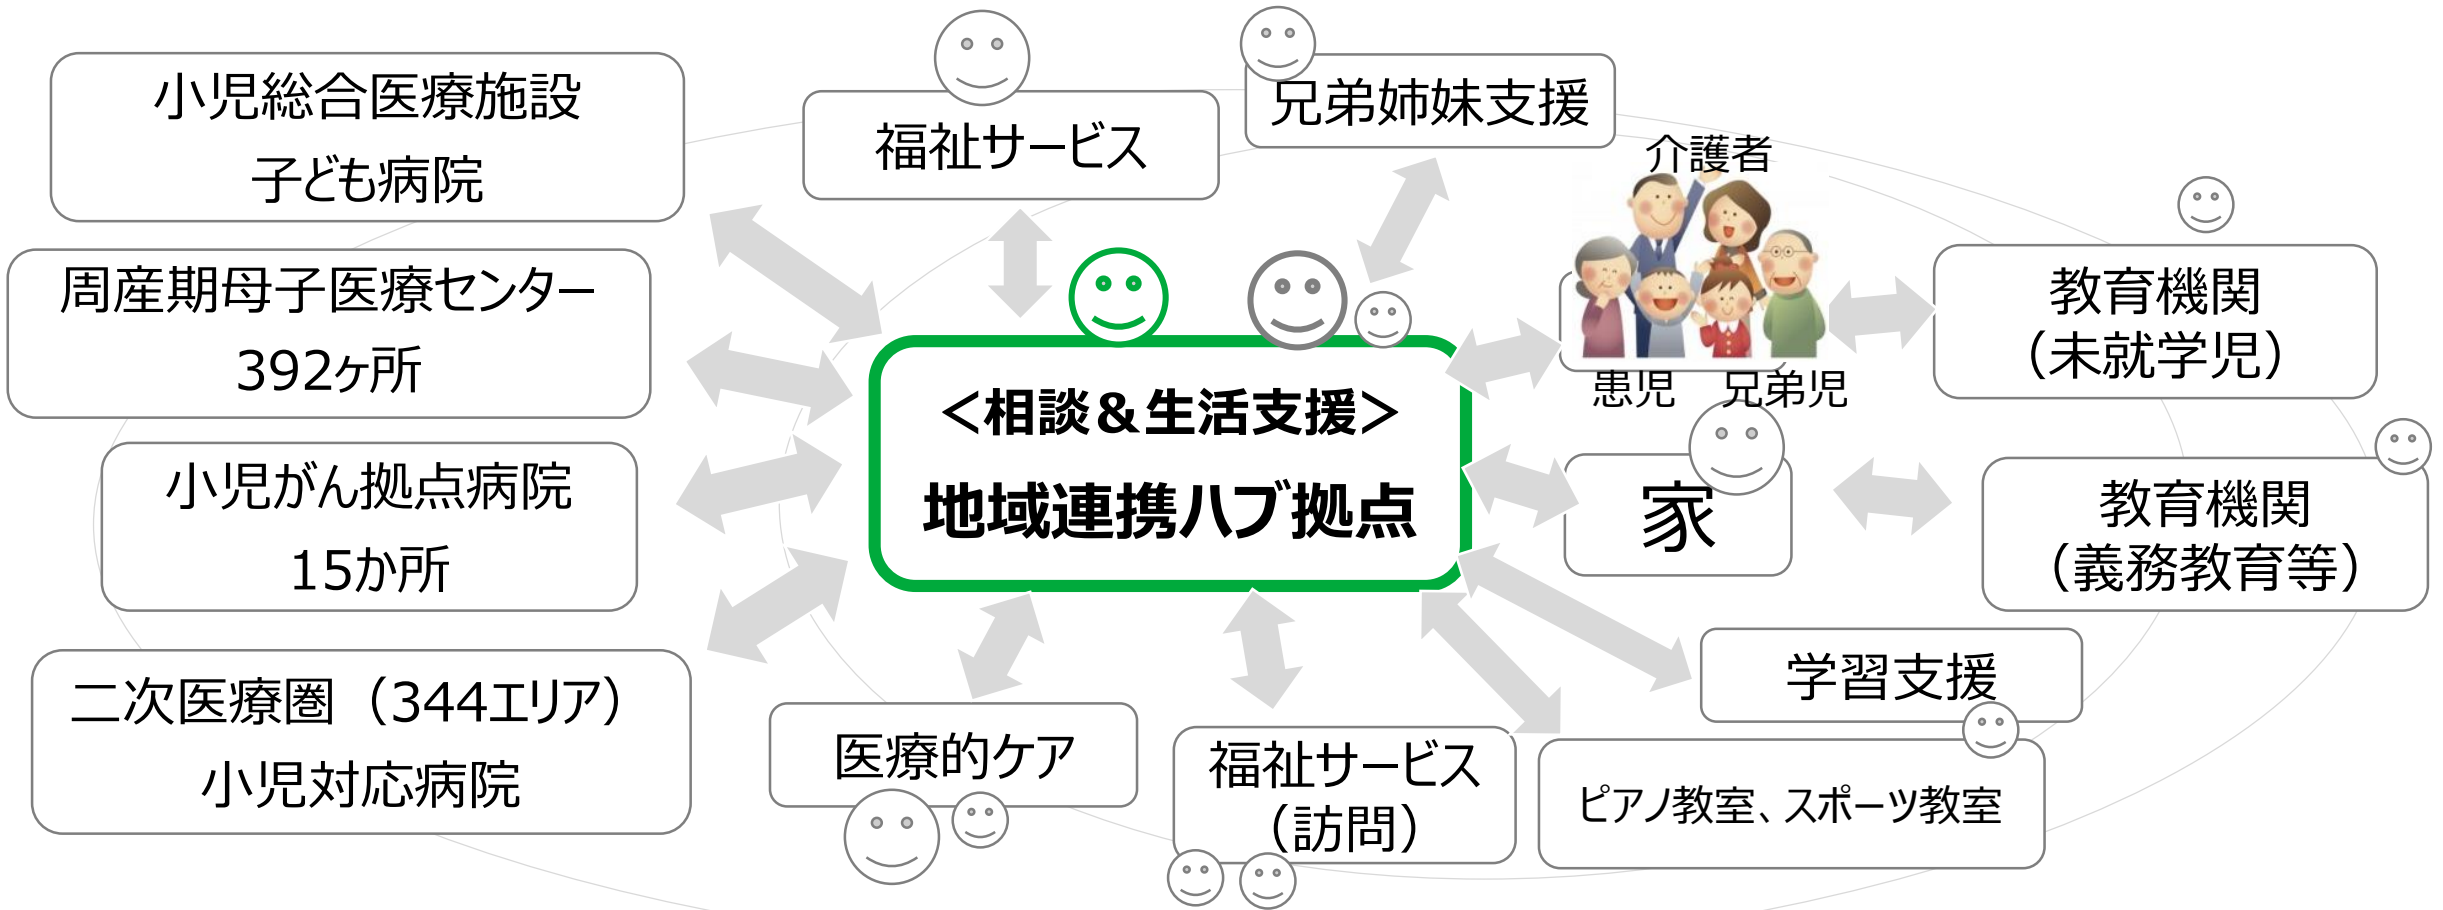 小児総合医療施設
子ども病院
周産期母子医療センター
392ヶ所
小児がん拠点病院
15か所
二次医療圏（344エリア）
小児対応病院
福祉サービス
兄弟姉妹支援
介護者
患児　兄弟児
＜相談＆生活支援＞
地域連携ハブ拠点
家
教育機関
（未就学児）
教育機関
（義務教育等）
学習支援
ピアノ教室、スポーツ教室
福祉サービス
（訪問）
医療的ケア